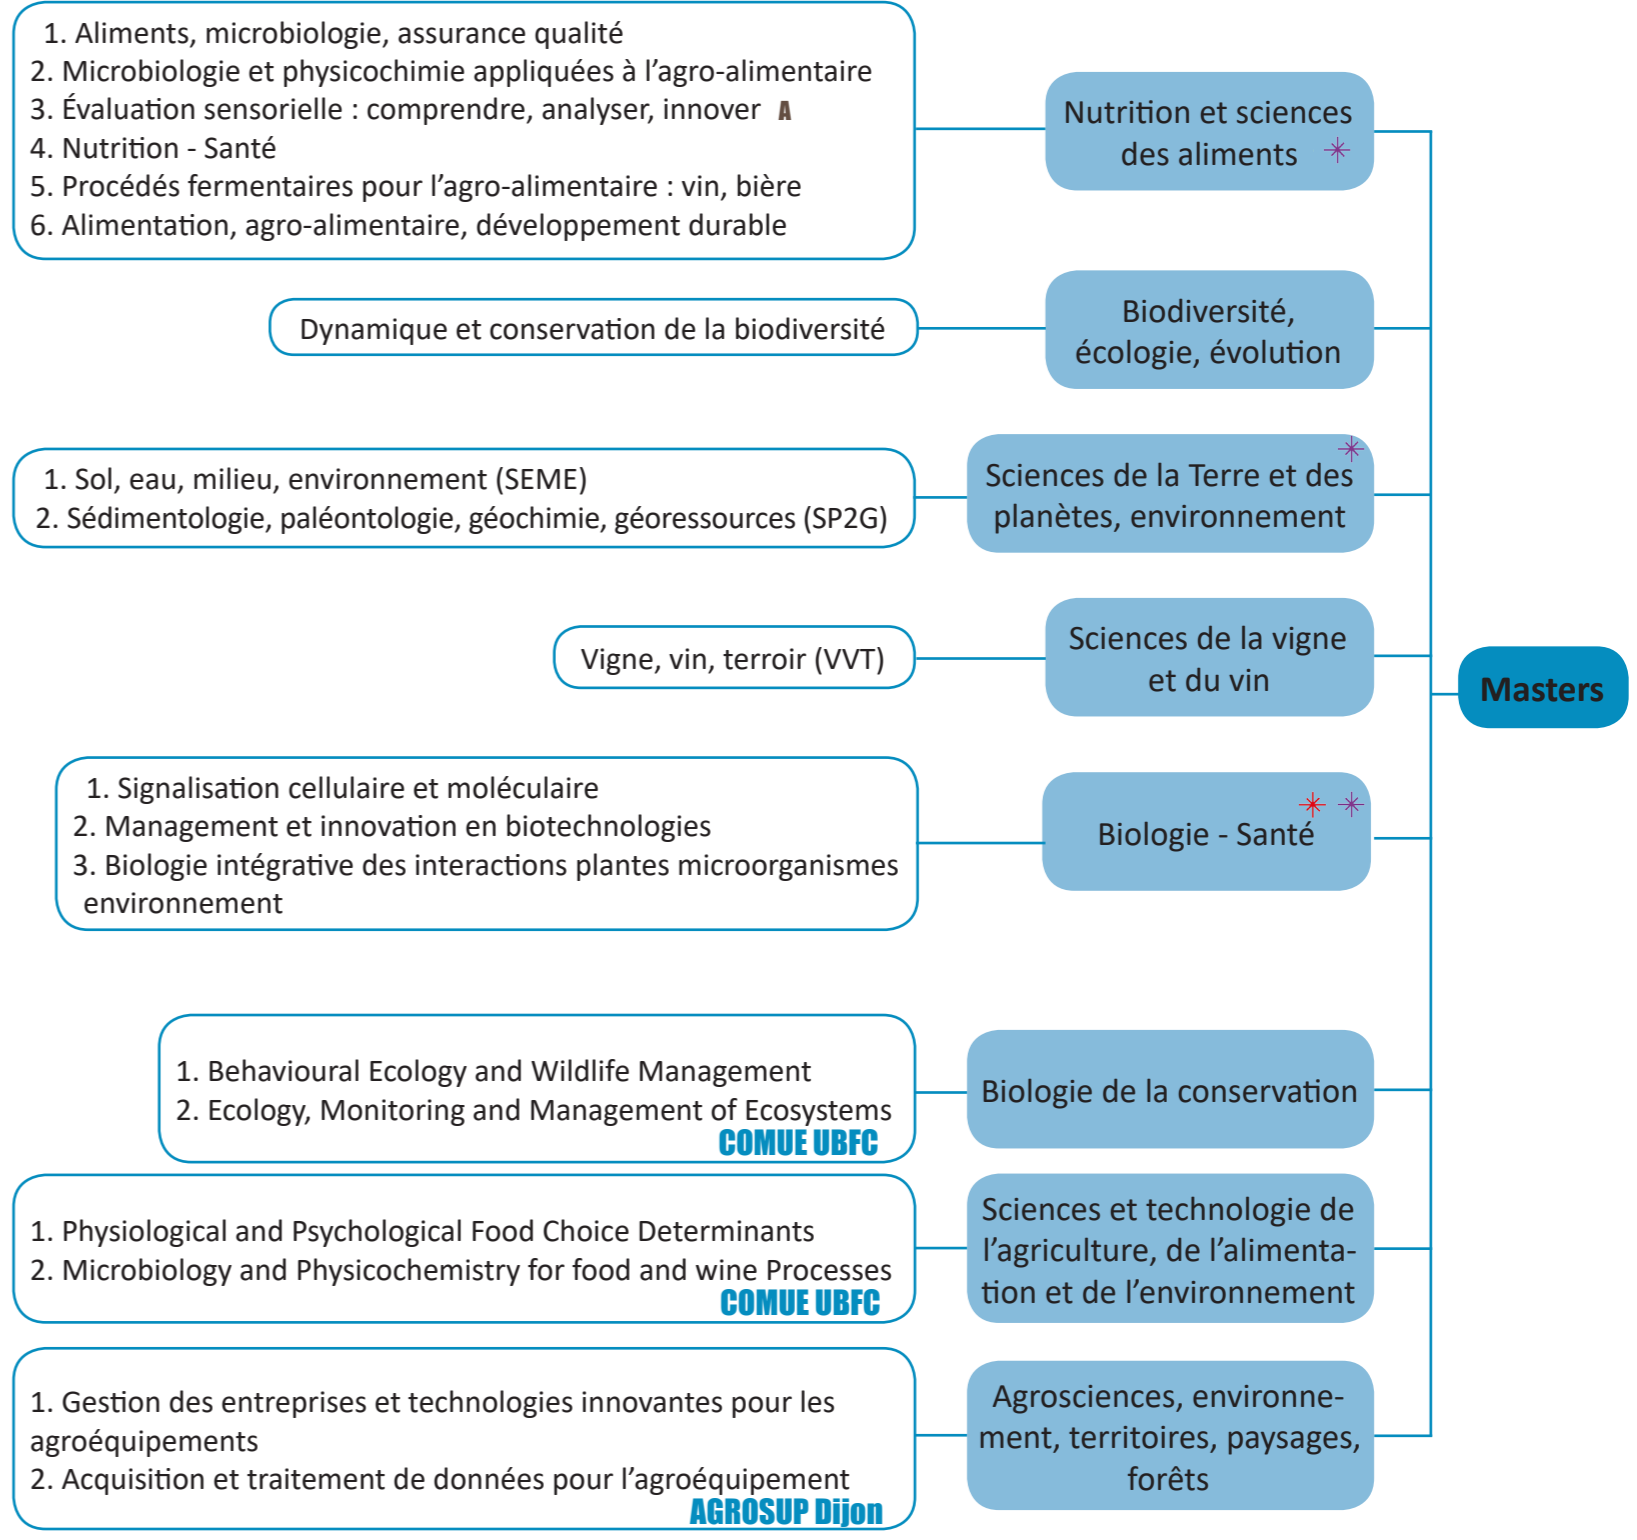 1. Aliments, microbiologie, assurance qualité
2. Microbiologie et physicochimie appliquées à l’agro-alimentaire
3. Évaluation sensorielle : comprendre, analyser, innover A
4. Nutrition - Santé
5. Procédés fermentaires pour l’agro-alimentaire : vin, bière
6. Alimentation, agro-alimentaire, développement durable
Nutrition et sciences
des aliments
Dynamique et conservation de la biodiversité
Biodiversité,
écologie, évolution
1. Sol, eau, milieu, environnement (SEME)
2. Sédimentologie, paléontologie, géochimie, géoressources (SP2G)
Sciences de la Terre et des
planètes, environnement
Vigne, vin, terroir (VVT)
Sciences de la vigne
et du vin
Masters
1. Signalisation cellulaire et moléculaire
2. Management et innovation en biotechnologies
3. Biologie intégrative des interactions plantes microorganismes
environnement
Biologie - Santé
1. Behavioural Ecology and Wildlife Management
2. Ecology, Monitoring and Management of Ecosystems
COMUE UBFC
Biologie de la conservation
1. Physiological and Psychological Food Choice Determinants
2. Microbiology and Physicochemistry for food and wine Processes
COMUE UBFC
Sciences et technologie de
l’agriculture, de l’alimenta-
tion et de l’environnement
1. Gestion des entreprises et technologies innovantes pour les
agroéquipements
2. Acquisition et traitement de données pour l’agroéquipement
AGROSUP Dijon
Agrosciences, environne-
ment, territoires, paysages,
forêts